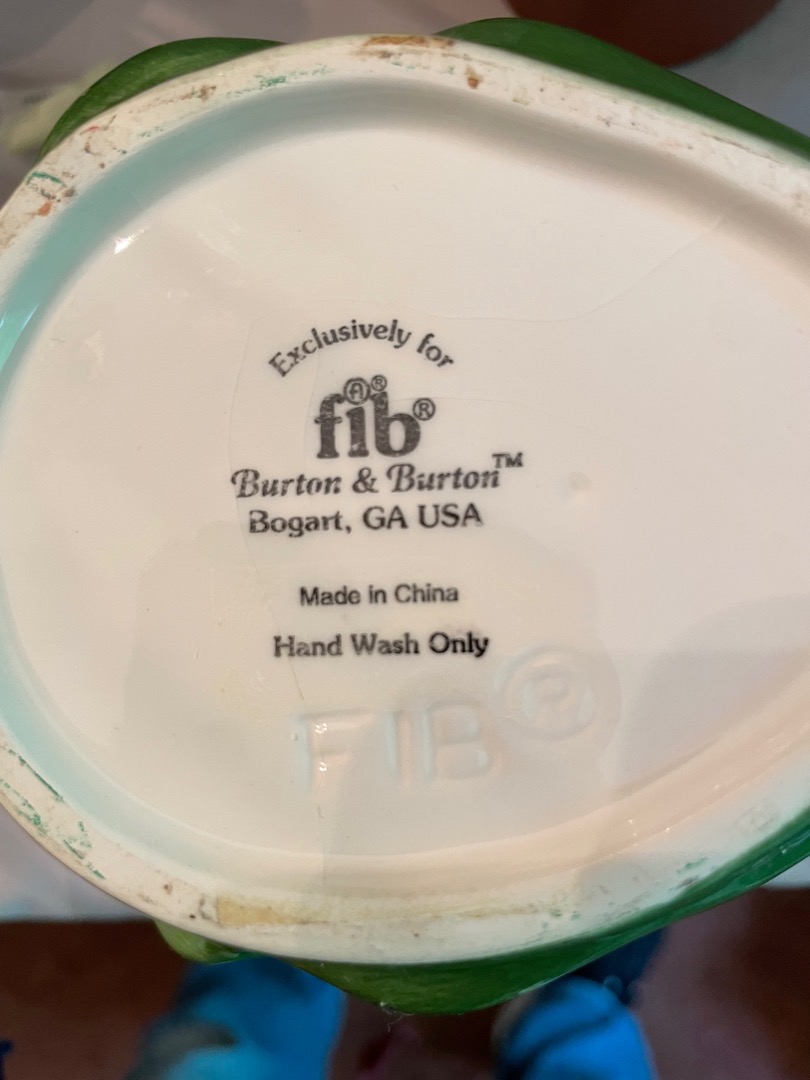 Exclusively for
fib®
Burton & Burton™
Bogart, GA USA
Made in China
Hand Wash Only
FIB®